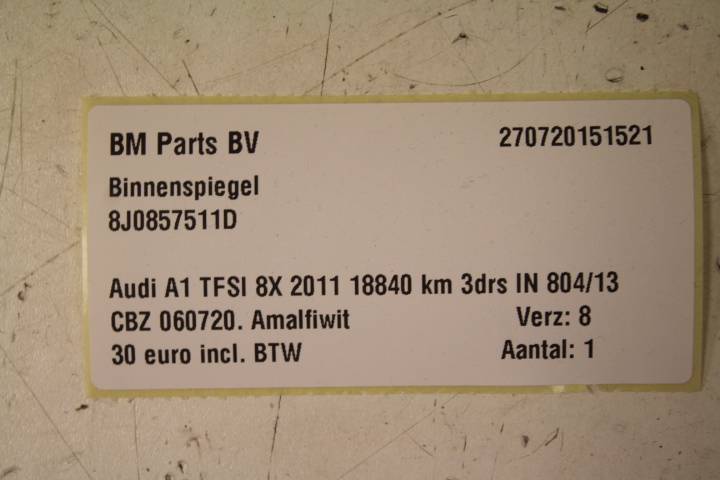 BM Parts BV 270720151521
Binnenspiegel
8J0857511D
Audi A1 TFSI 8X 2011 18840 km 3drs IN 804/13
CBZ 060720. Amalfiwit Verz: 8
30 euro incl. BTW Aantal: 1